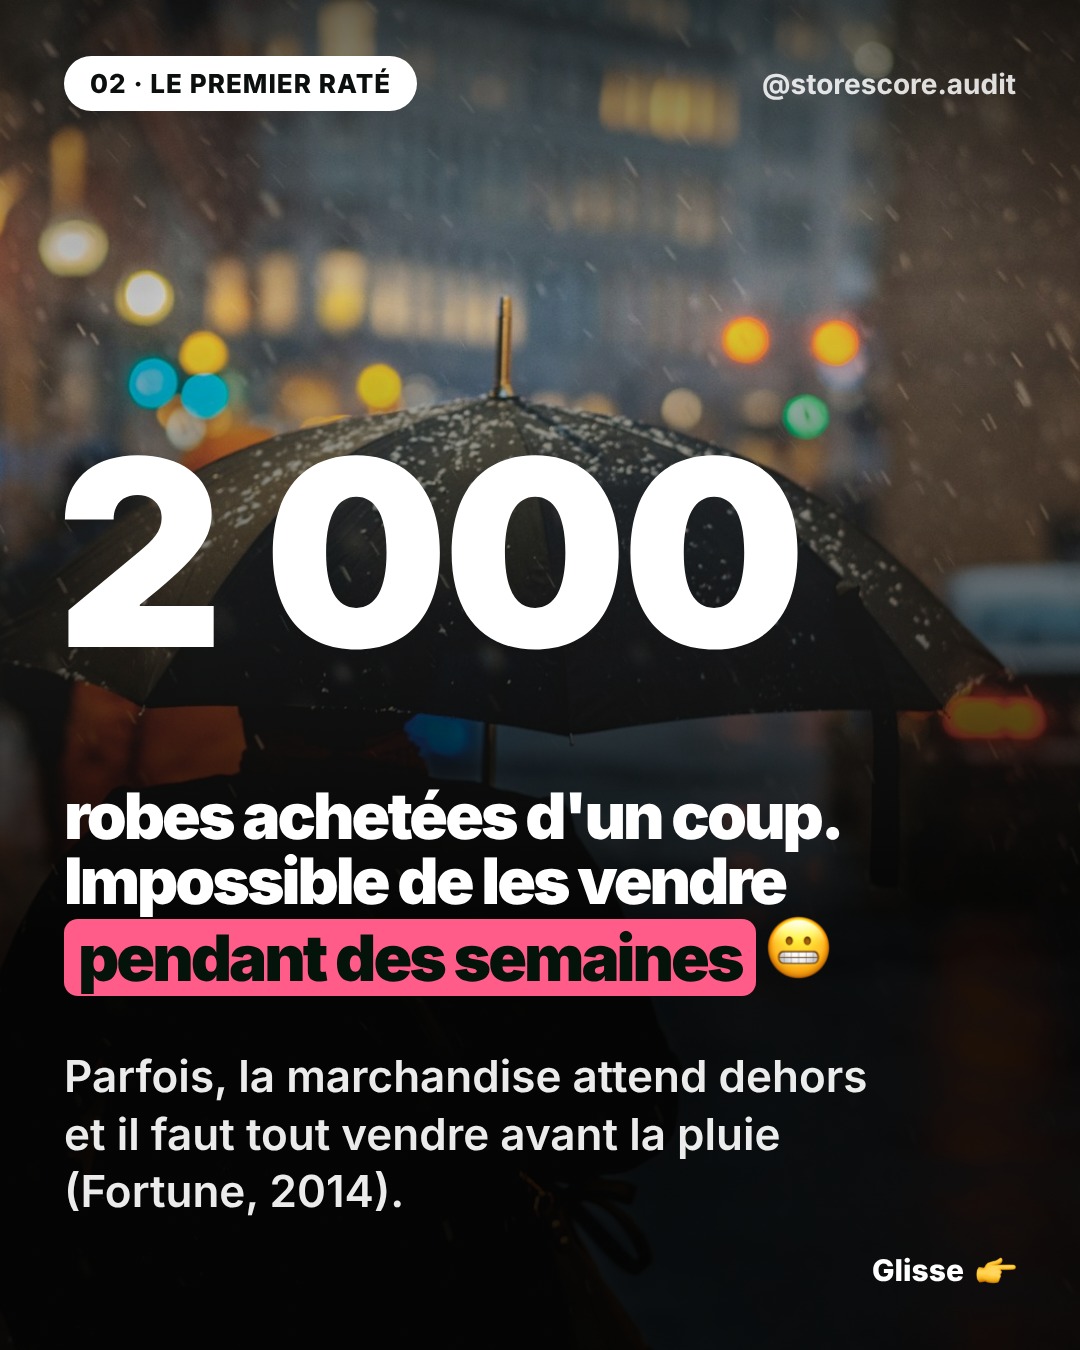 02 · LE PREMIER RATÉ
@storescore.audit
2 000
robes achetées d'un coup.
Impossible de les vendre
pendant des semaines 😬
Parfois, la marchandise attend dehors
et il faut tout vendre avant la pluie
(Fortune, 2014).
Glisse 👉